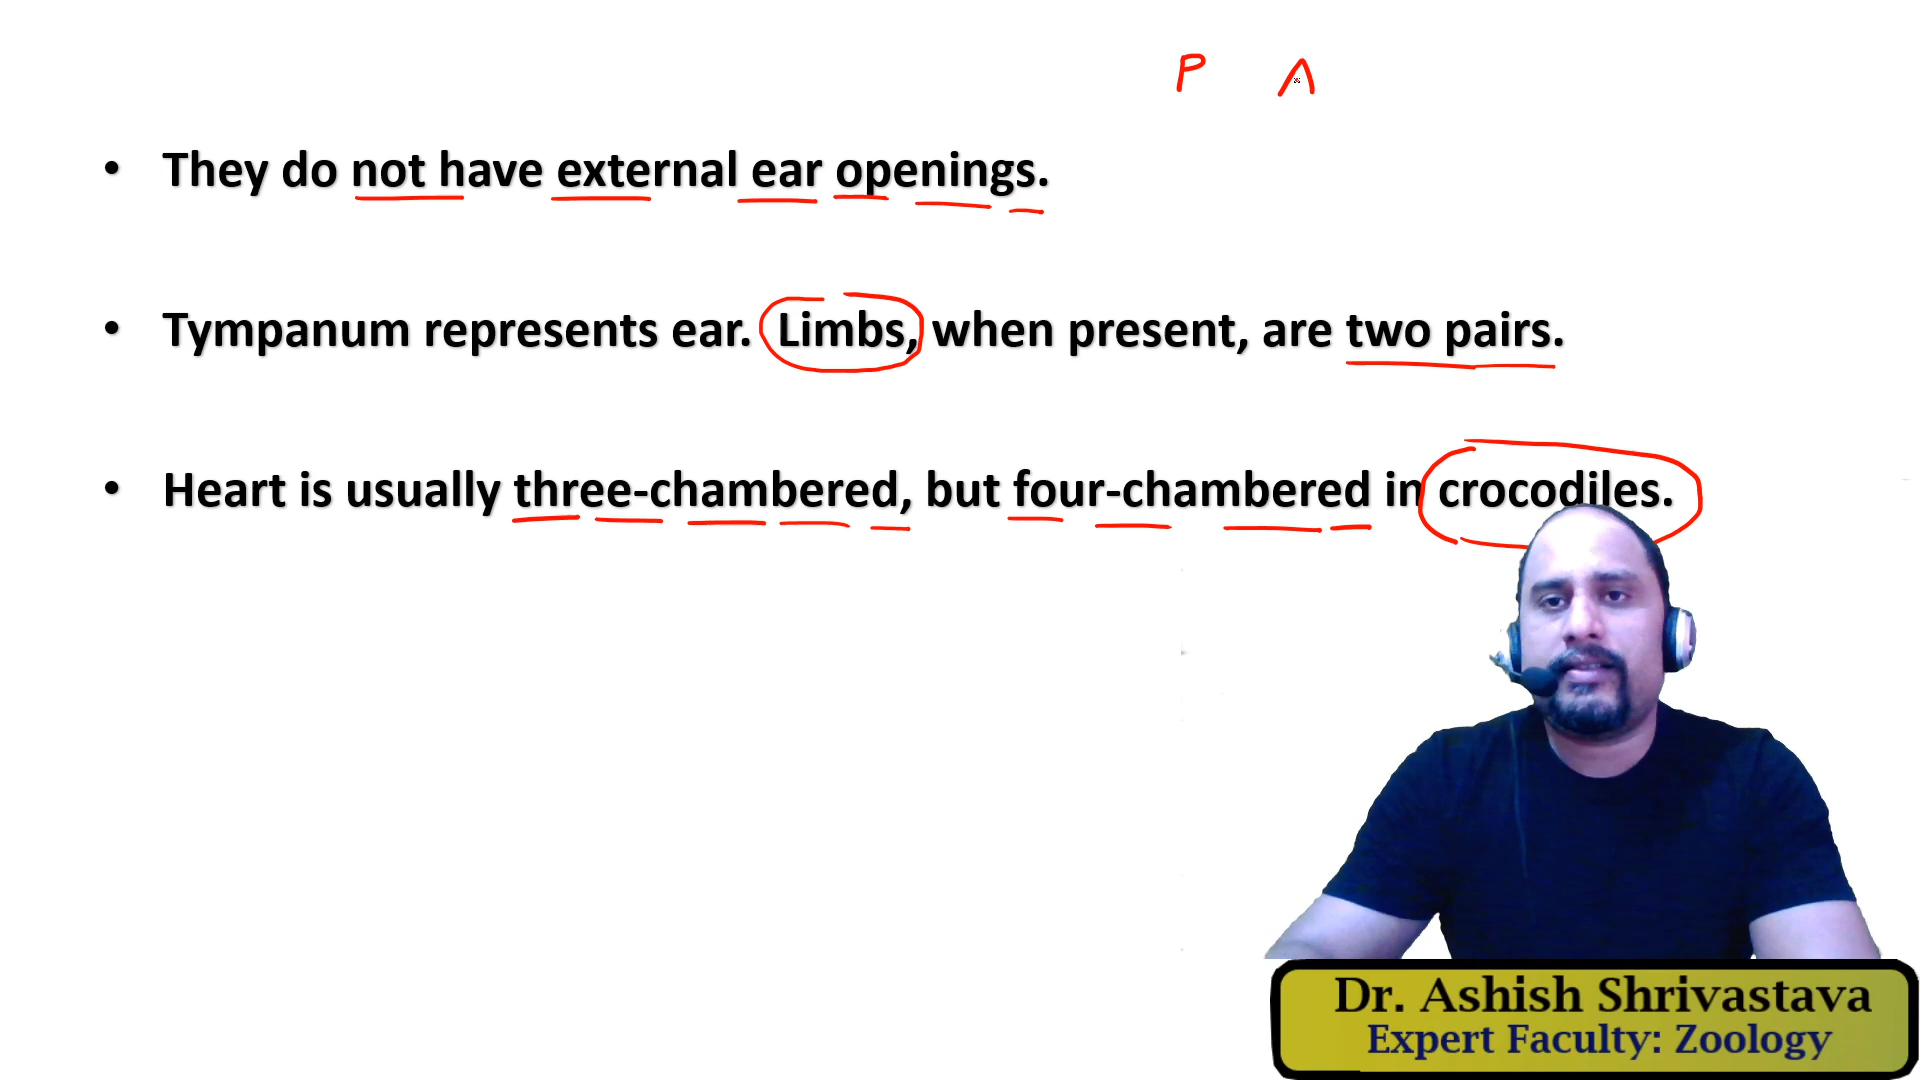 P A
• They do not have external ear openings.
• Tympanum represents ear. Limbs, when present, are two pairs.
• Heart is usually three-chambered, but four-chambered in crocodiles.
Dr. Ashish Shrivastava
Expert Faculty: Zoology